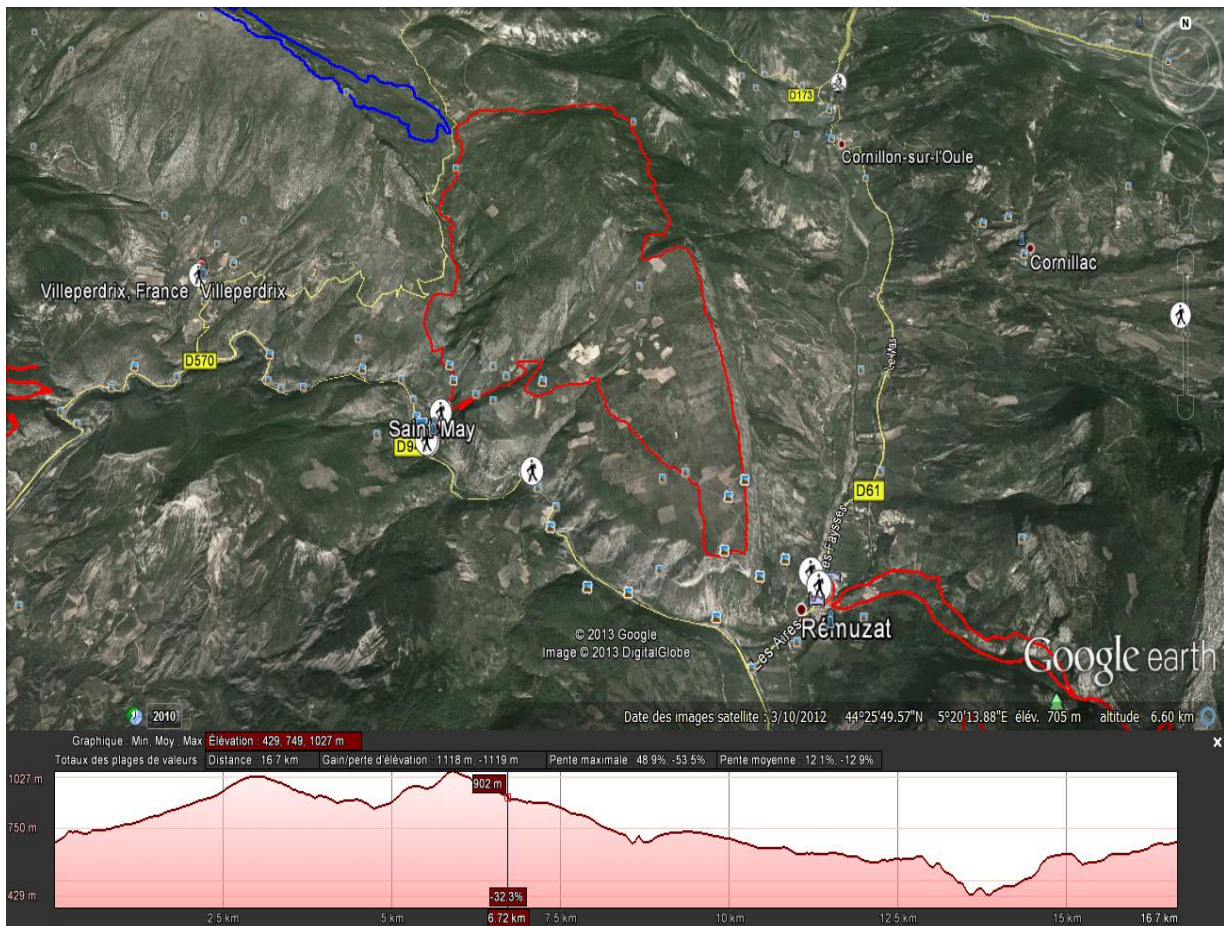 N
D173
Cornillon-sur-l'Oule
Cornillac
Villeperdrix, France Villeperdrix
D570
Le Mas
Saint May
D94
D61
Les Faysses
© 2013 Google
Image © 2013 DigitalGlobe
Les Aires
Rémuzat
Google earth
2010
Date des images satellite : 3/10/2012 44°25'49.57"N 5°20'13.88"E élév. 705 m altitude 6.60 km
Graphique : Min, Moy., Max Élévation : 429, 749, 1027 m x
Totaux des plages de valeurs Distance : 16.7 km Gain/perte d'élévation : 1118 m, -1119 m Pente maximale : 48.9%, -53.5% Pente moyenne : 12.1%, -12.9%
1027 m
902 m
750 m
429 m
-32.3%
2.5 km 5 km 6.72 km 7.5 km 10 km 12.5 km 15 km 16.7 km